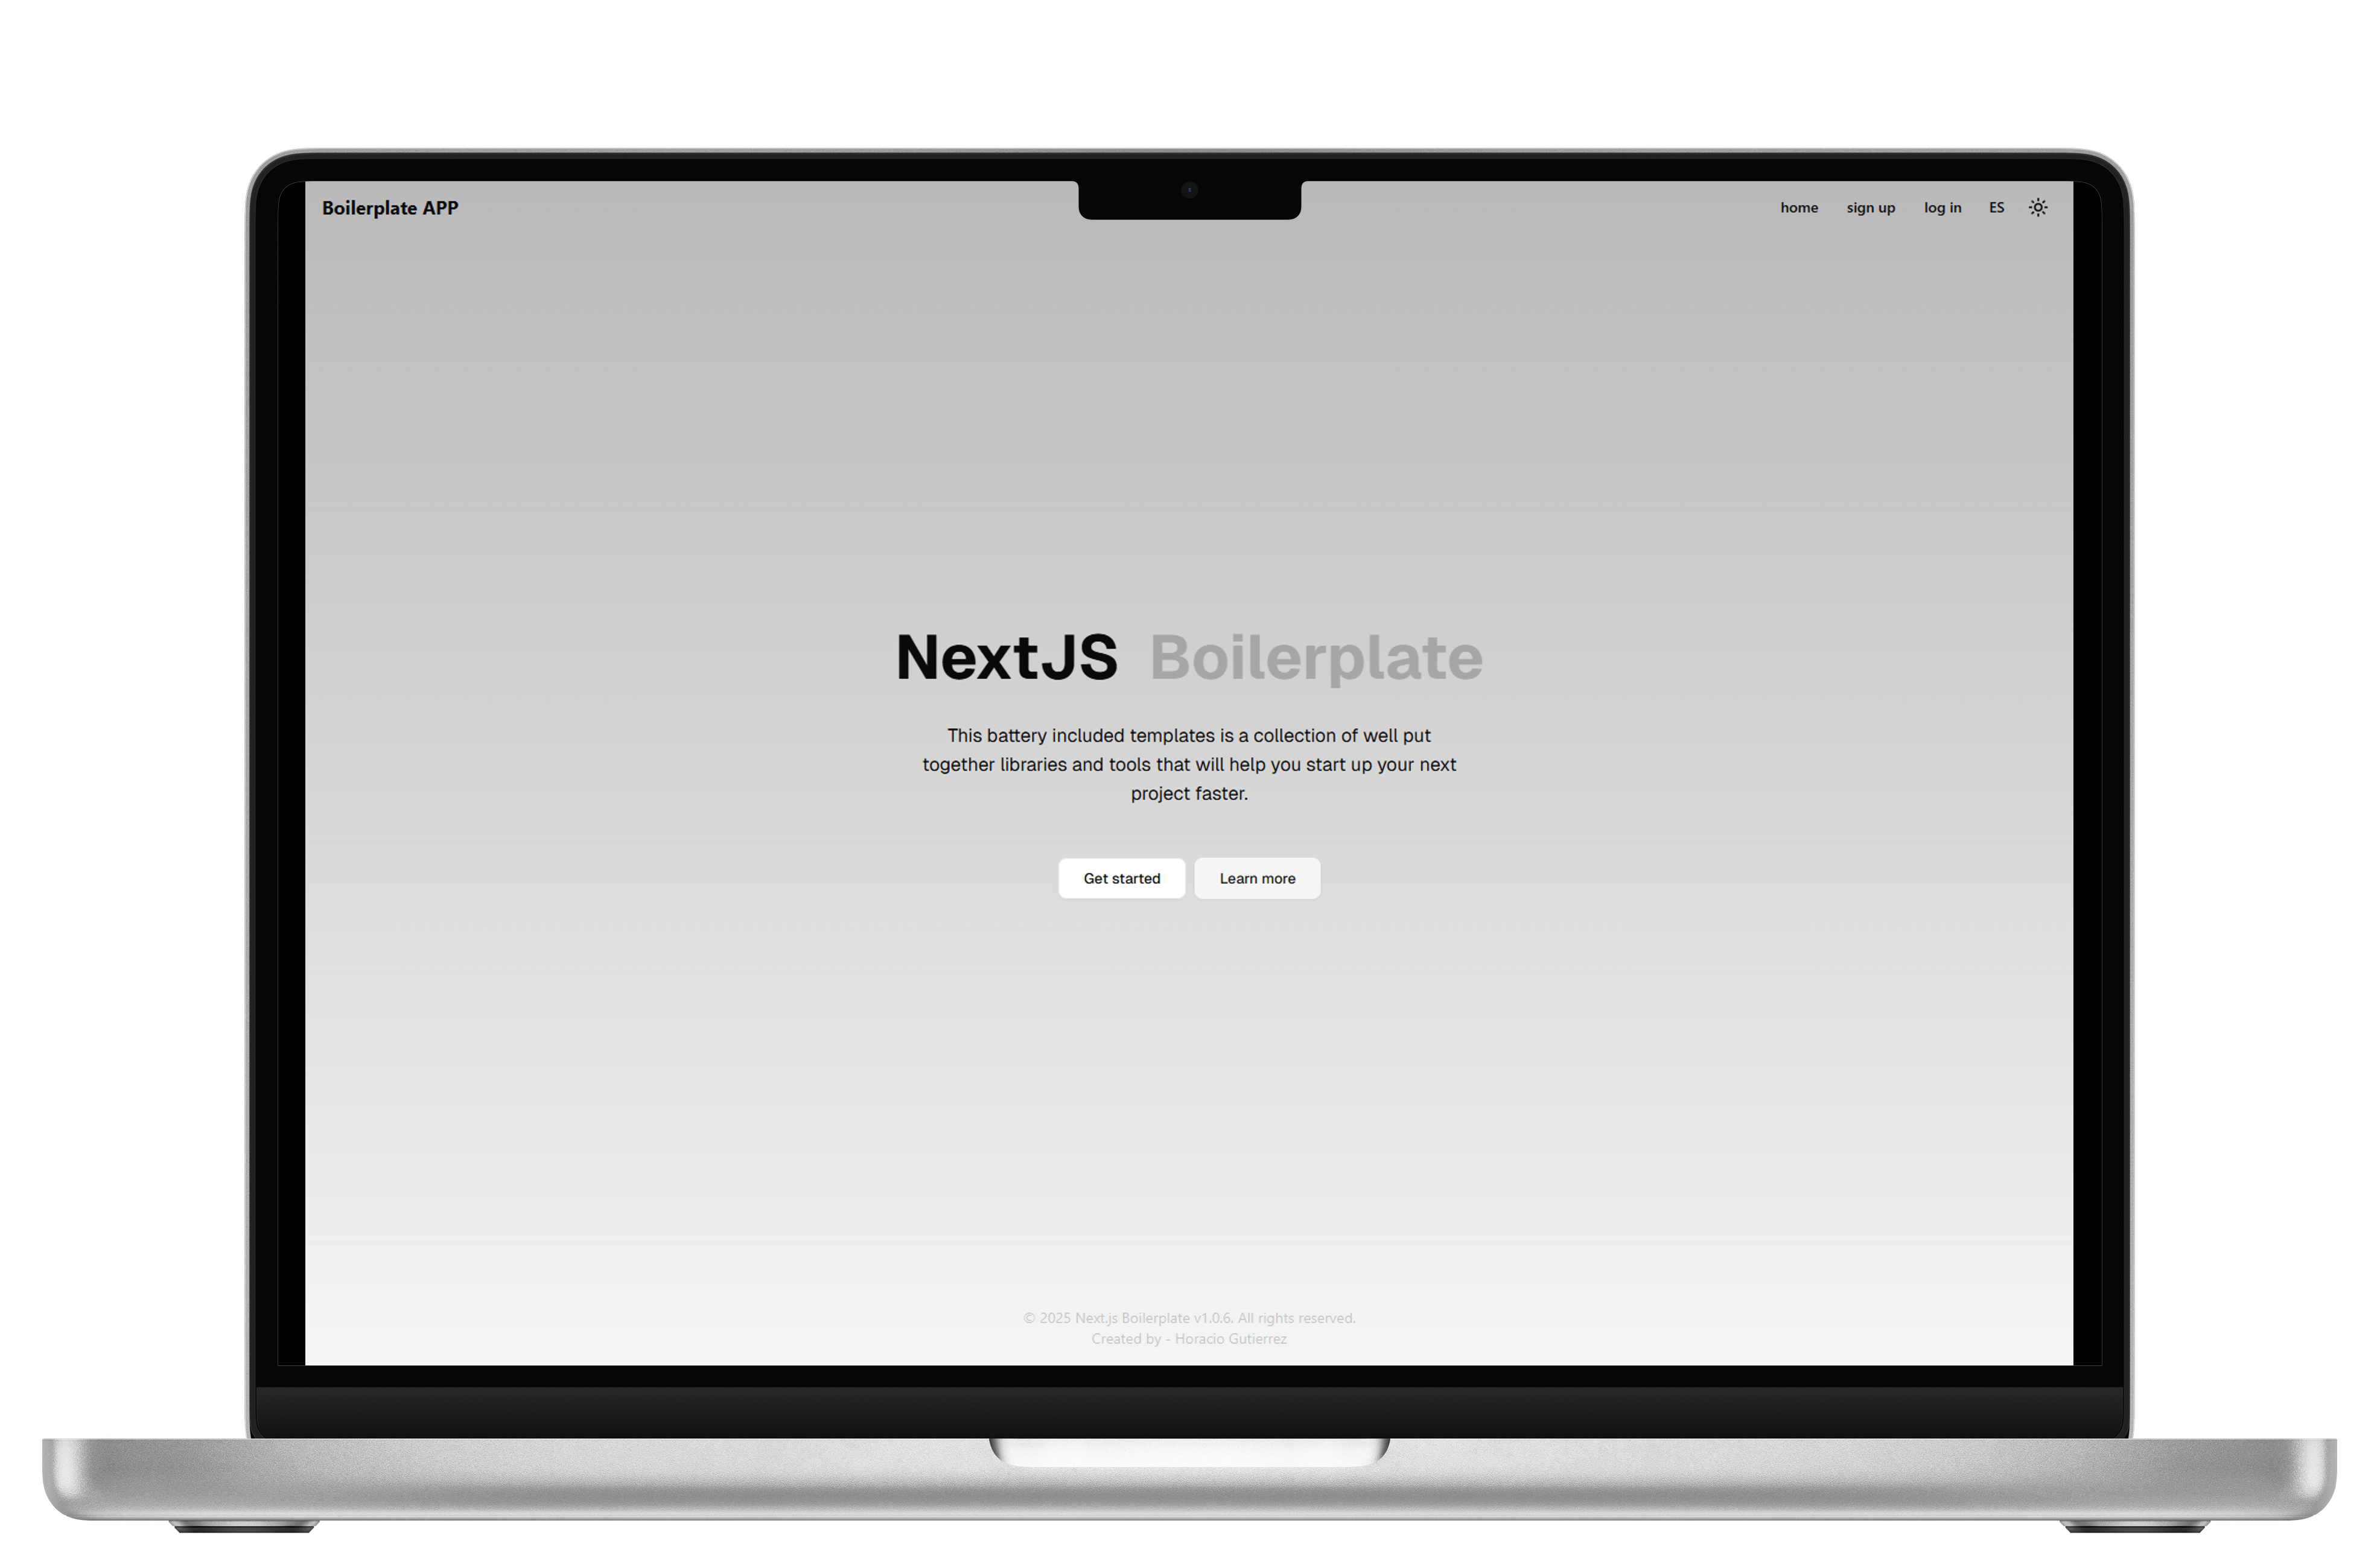 Boilerplate APP
home sign up log in ES
NextJS Boilerplate
This battery included templates is a collection of well put
together libraries and tools that will help you start up your next
project faster.
Get started Learn more
© 2025 Next.js Boilerplate v1.0.6. All rights reserved.
Created by - Horacio Gutierrez